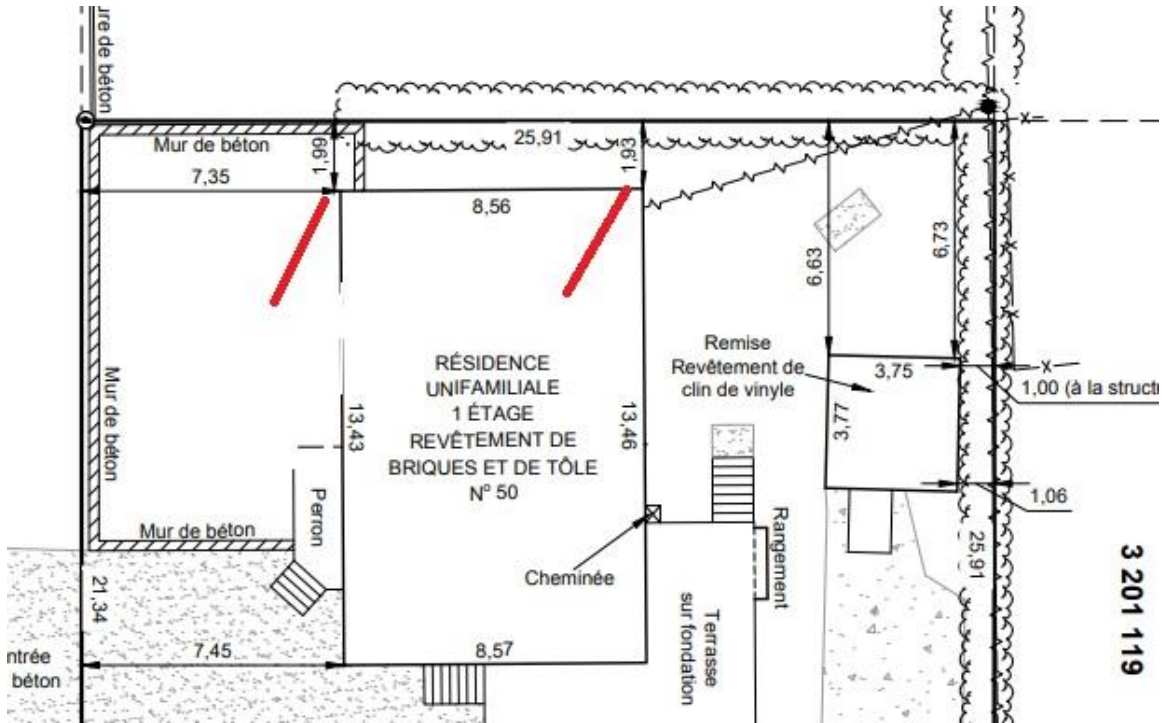 ure de béton
Mur de béton
7,35
1,99
25,91
1,93
8,56
6,63
6,73
RÉSIDENCE
UNIFAMILIALE
1 ÉTAGE
REVÊTEMENT DE
BRIQUES ET DE TÔLE
Nº 50
13,43
13,46
Remise
Revêtement de
clin de vinyle
3,75
3,77
1,00 (à la struct
1,06
Mur de béton
Mur de béton
Perron
Cheminée
Rangement
Terrasse
sur fondation
25,91
3 201 119
21,34
7,45
8,57
ntrée
béton